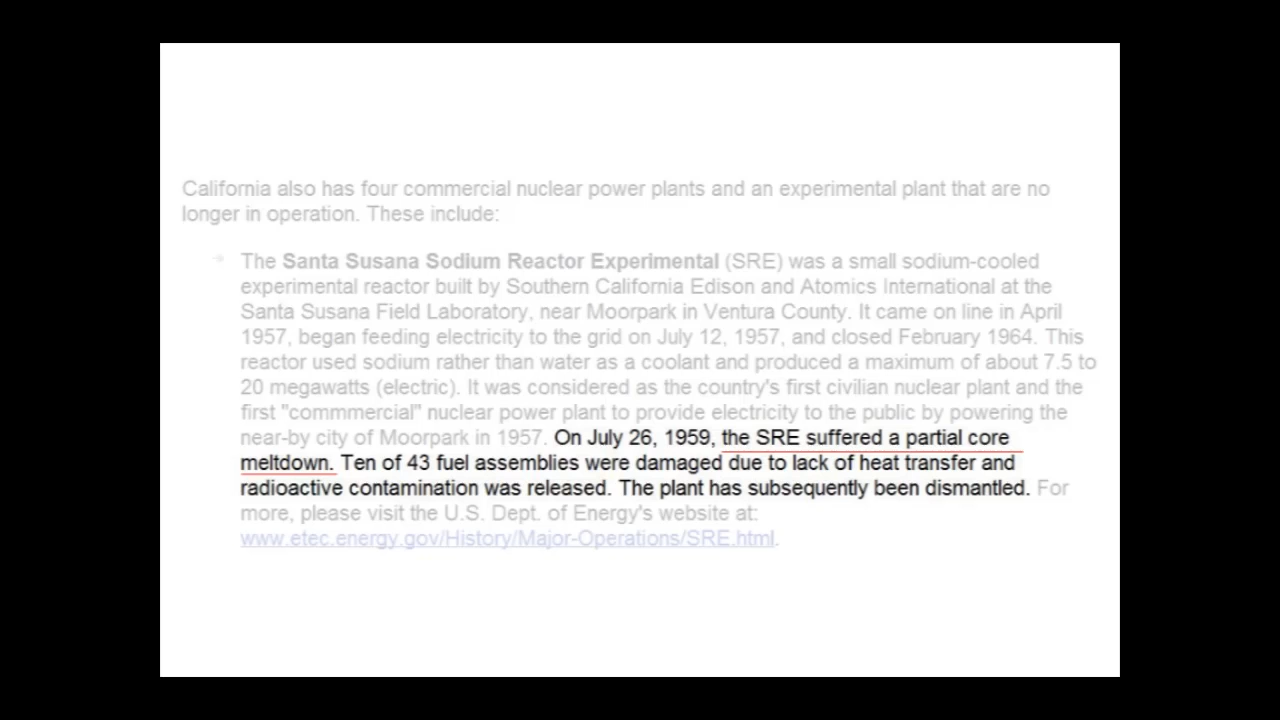 California also has four commercial nuclear power plants and an experimental plant that are no
longer in operation. These include:
The Santa Susana Sodium Reactor Experimental (SRE) was a small sodium-cooled
experimental reactor built by Southern California Edison and Atomics International at the
Santa Susana Field Laboratory, near Moorpark in Ventura County. It came on line in April
1957, began feeding electricity to the grid on July 12, 1957, and closed February 1964. This
reactor used sodium rather than water as a coolant and produced a maximum of about 7.5 to
20 megawatts (electric). It was considered as the country's first civilian nuclear plant and the
first "commmercial" nuclear power plant to provide electricity to the public by powering the
near-by city of Moorpark in 1957. On July 26, 1959, the SRE suffered a partial core
meltdown. Ten of 43 fuel assemblies were damaged due to lack of heat transfer and
radioactive contamination was released. The plant has subsequently been dismantled. For
more, please visit the U.S. Dept. of Energy's website at:
www.etec.energy.gov/History/Major-Operations/SRE.html.